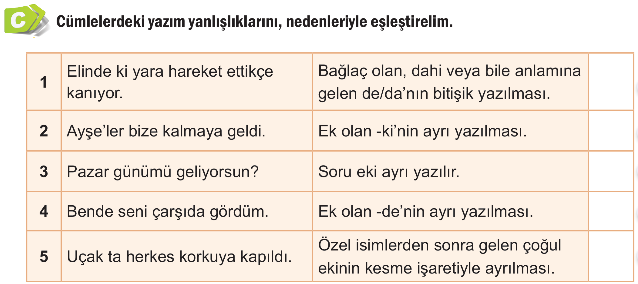 C Cümlelerdeki yazım yanlışlıklarını, nedenleriyle eşleştirelim.
1 Elinde ki yara hareket ettikçe
kanıyor.
Bağlaç olan, dahi veya bile anlamına
gelen de/da’nın bitişik yazılması.
2 Ayşe’ler bize kalmaya geldi. Ek olan -ki’nin ayrı yazılması.
3 Pazar günümü geliyorsun? Soru eki ayrı yazılır.
4 Bende seni çarşıda gördüm. Ek olan -de’nin ayrı yazılması.
5 Uçak ta herkes korkuya kapıldı.
Özel isimlerden sonra gelen çoğul
ekinin kesme işaretiyle ayrılması.